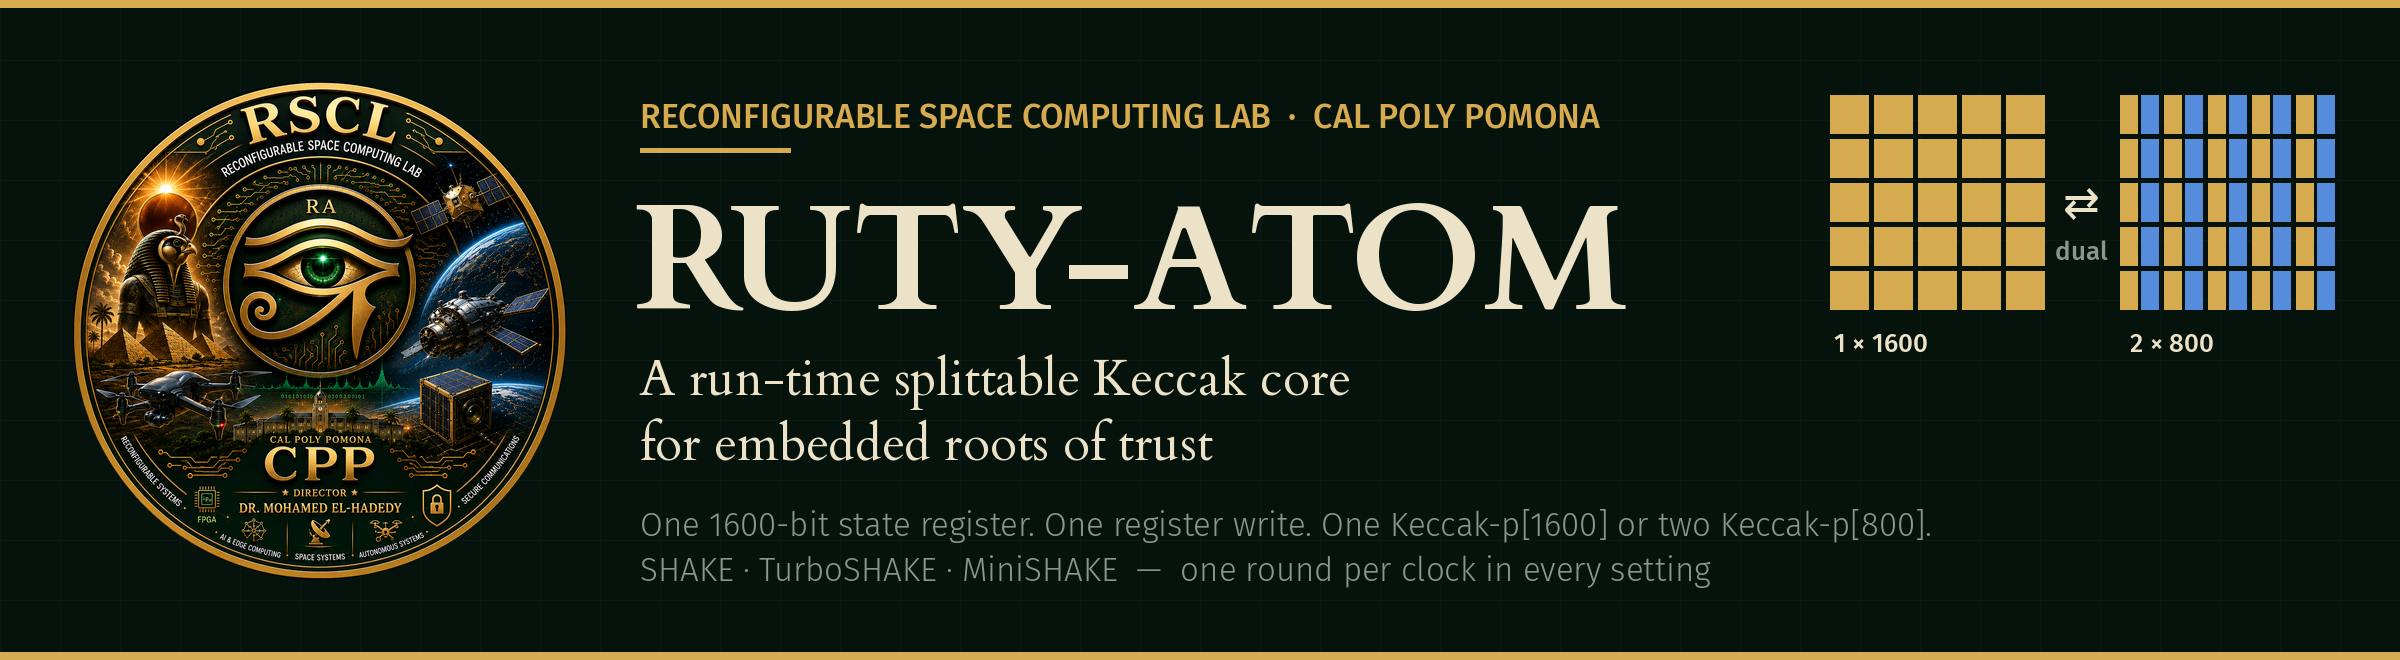 RSCL
RECONFIGURABLE SPACE COMPUTING LAB
RA
CAL POLY POMONA
CPP
★ DIRECTOR ★
DR. MOHAMED EL-HADEDY
RECONFIGURABLE SYSTEMS
FPGA
AI & EDGE COMPUTING
SPACE SYSTEMS
AUTONOMOUS SYSTEMS
SECURE COMMUNICATIONS
RECONFIGURABLE SPACE COMPUTING LAB · CAL POLY POMONA
RUTY–ATOM
A run-time splittable Keccak core
for embedded roots of trust
One 1600-bit state register. One register write. One Keccak-p[1600] or two Keccak-p[800].
SHAKE · TurboSHAKE · MiniSHAKE — one round per clock in every setting
⇄
dual
1 × 1600
2 × 800